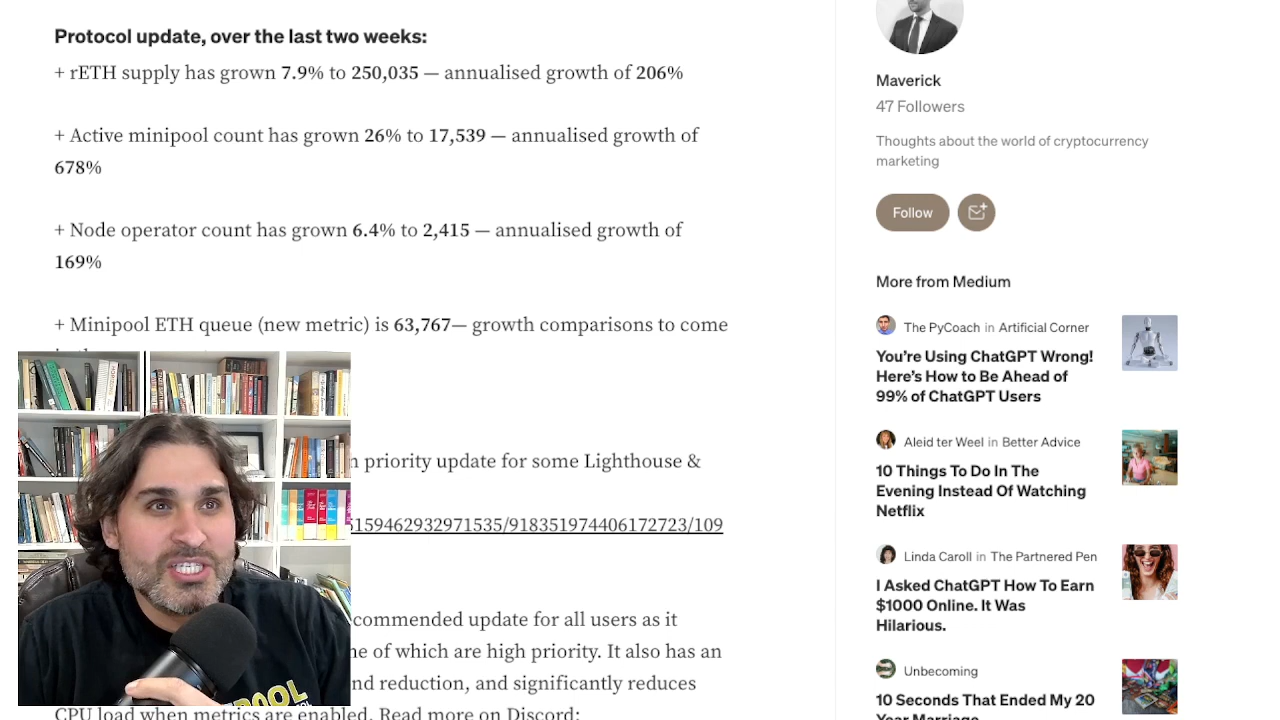 Protocol update, over the last two weeks:
+ rETH supply has grown 7.9% to 250,035 — annualised growth of 206%
+ Active minipool count has grown 26% to 17,539 — annualised growth of
678%
+ Node operator count has grown 6.4% to 2,415 — annualised growth of
169%
+ Minipool ETH queue (new metric) is 63,767— growth comparisons to come
priority update for some Lighthouse &
159462932971535/918351974406172723/109
update for all users as it
of which are high priority. It also has an
reduction, and significantly reduces
CPU load when metrics are enabled. Read more on Discord:
Maverick
47 Followers
Thoughts about the world of cryptocurrency
marketing
Follow
More from Medium
The PyCoach in Artificial Corner
You’re Using ChatGPT Wrong!
Here’s How to Be Ahead of
99% of ChatGPT Users
Aleid ter Weel in Better Advice
10 Things To Do In The
Evening Instead Of Watching
Netflix
Linda Caroll in The Partnered Pen
I Asked ChatGPT How To Earn
$1000 Online. It Was
Hilarious.
Unbecoming
10 Seconds That Ended My 20
Year Marriage